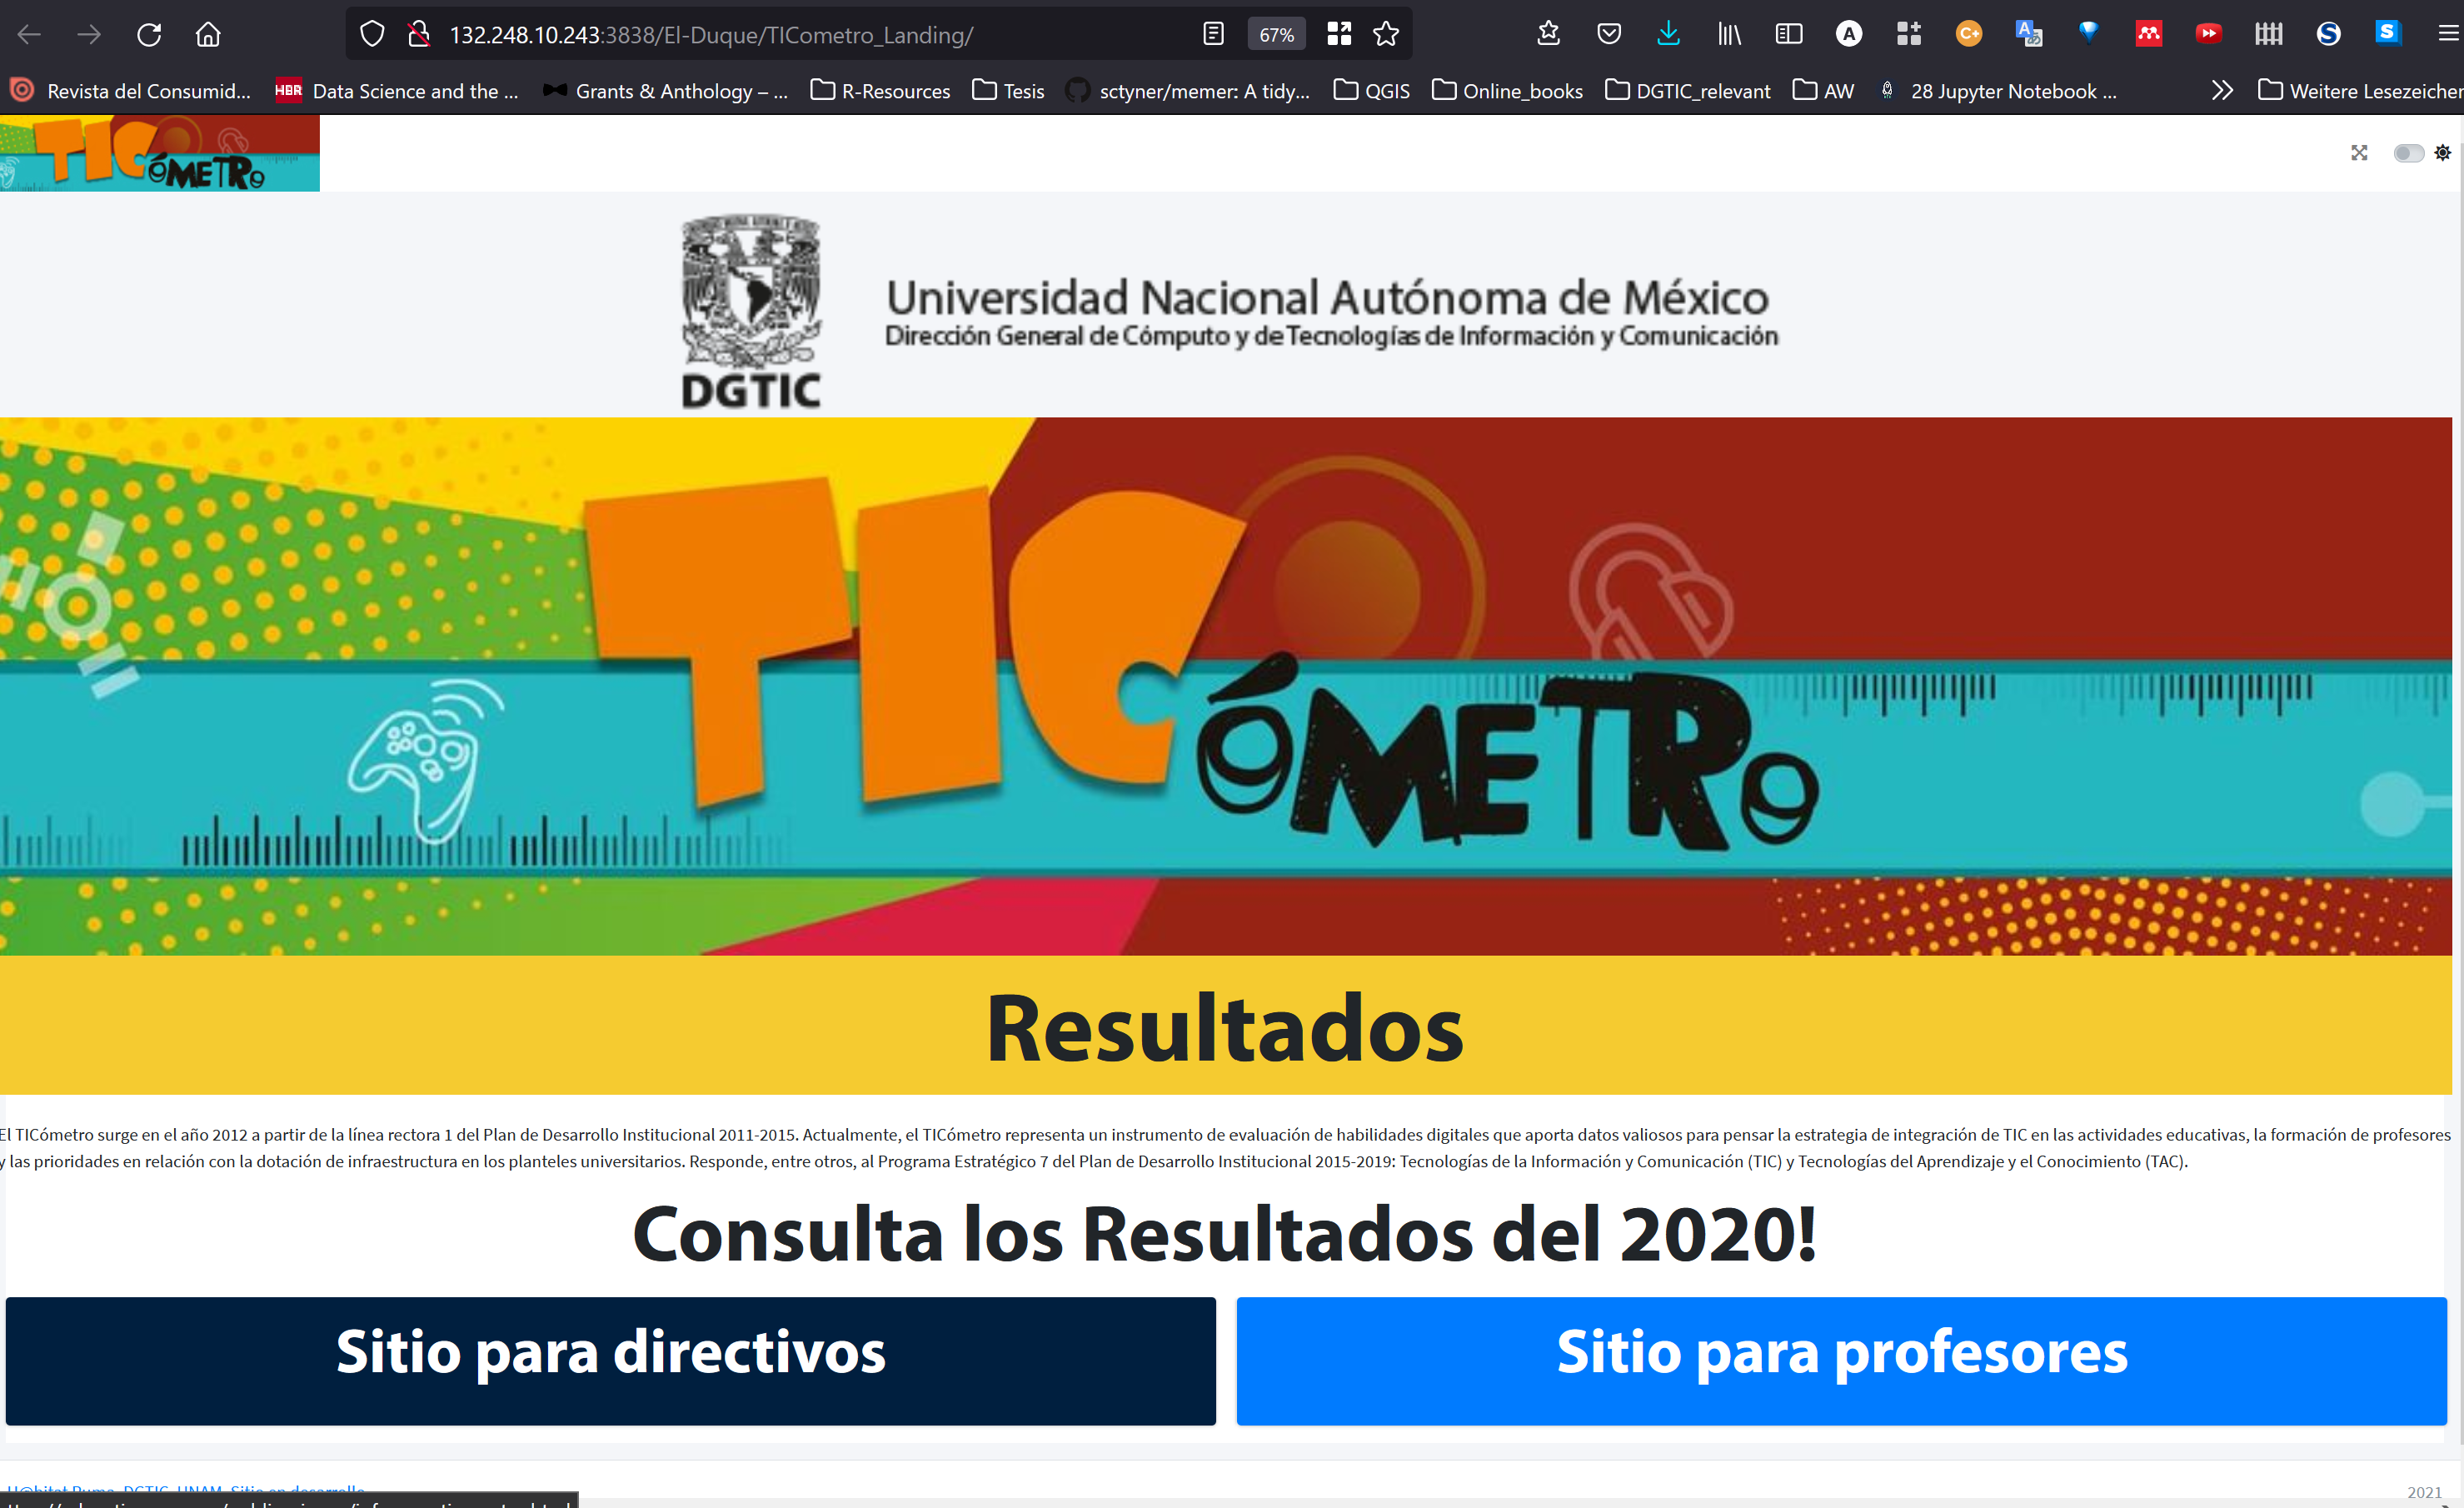 132.248.10.243:3838/El-Duque/TICometro_Landing/
67%
Revista del Consumid...
HBR
Data Science and the ...
Grants & Anthology – ...
R-Resources
Tesis
sctyner/memer: A tidy...
QGIS
Online_books
DGTIC_relevant
AW
28 Jupyter Notebook ...
Weitere Lesezeichen
TICÓMETRO
Universidad Nacional Autónoma de México
Dirección General de Cómputo y de Tecnologías de Información y Comunicación
DGTIC
TICÓMETRO
Resultados
El TICómetro surge en el año 2012 a partir de la línea rectora 1 del Plan de Desarrollo Institucional 2011-2015. Actualmente, el TICómetro representa un instrumento de evaluación de habilidades digitales que aporta datos valiosos para pensar la estrategia de integración de TIC en las actividades educativas, la formación de profesores
y las prioridades en relación con la dotación de infraestructura en los planteles universitarios. Responde, entre otros, al Programa Estratégico 7 del Plan de Desarrollo Institucional 2015-2019: Tecnologías de la Información y Comunicación (TIC) y Tecnologías del Aprendizaje y el Conocimiento (TAC).
Consulta los Resultados del 2020!
Sitio para directivos
Sitio para profesores
H@bitat Puma, DGTIC, UNAM. Sitio en desarrollo
2021